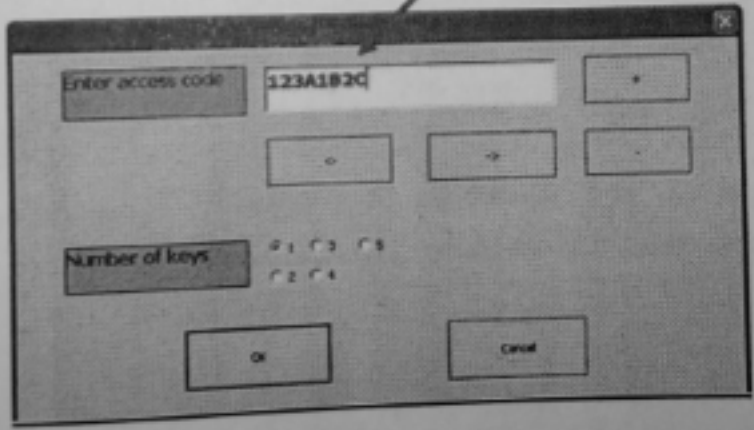 Enter access code 123A1B2C +
<- -> -
Number of keys 1 3 5
2 4
OK Cancel